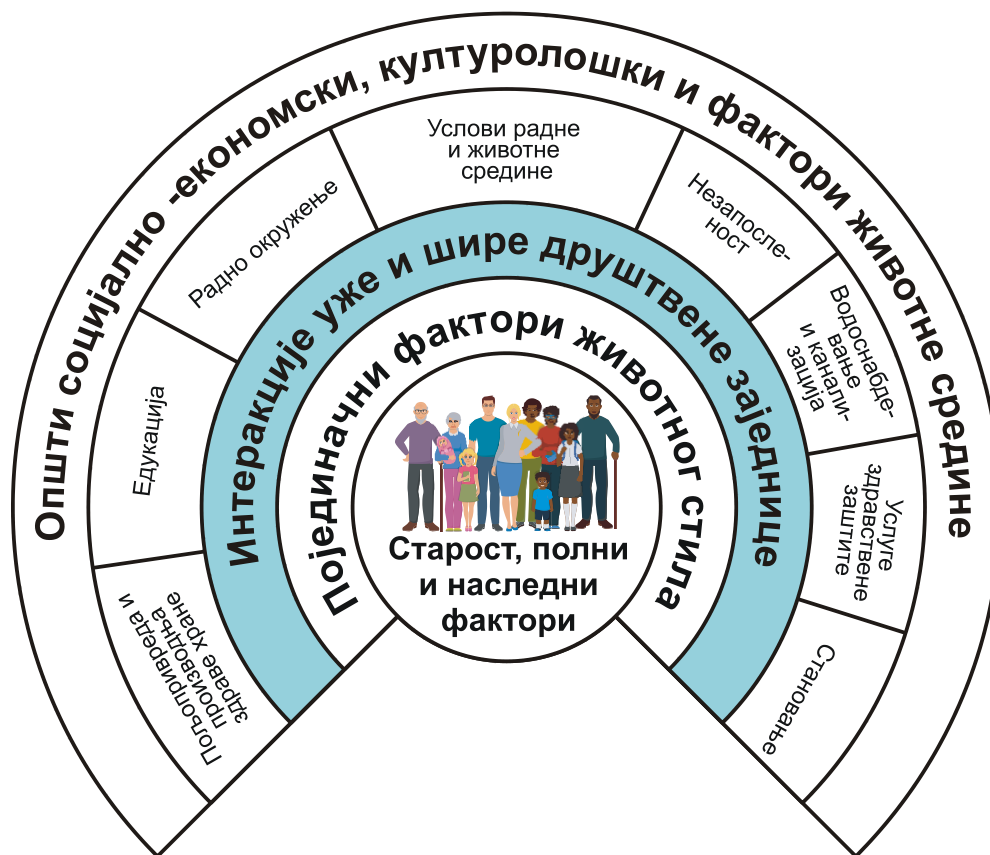 Општи социјално -економски, културолошки и фактори животне средине
Пољопривреда и
производња
здраве хране
Едукација
Радно окружење
Услови радне
и животне
средине
Незапосле-
ност
Водоснабде-
вање
и канали-
зација
Услуге
здравствене
заштите
Становање
Интеракције уже и шире друштвене заједнице
Појединачни фактори животног стила
Старост, полни
и наследни
фактори